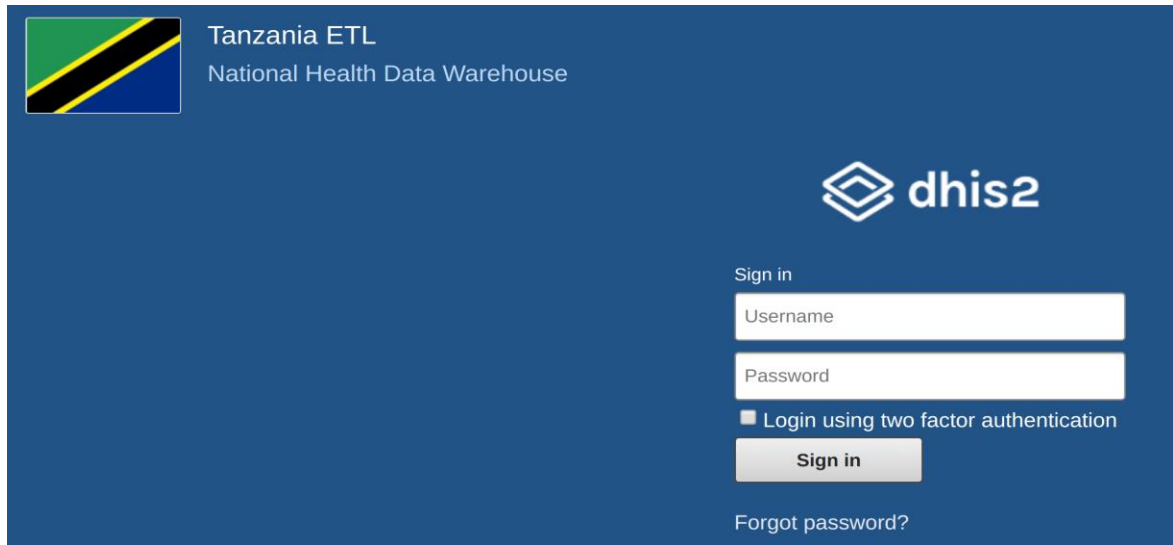 Tanzania ETL
National Health Data Warehouse
dhis2
Sign in
Username
Password
Login using two factor authentication
Sign in
Forgot password?